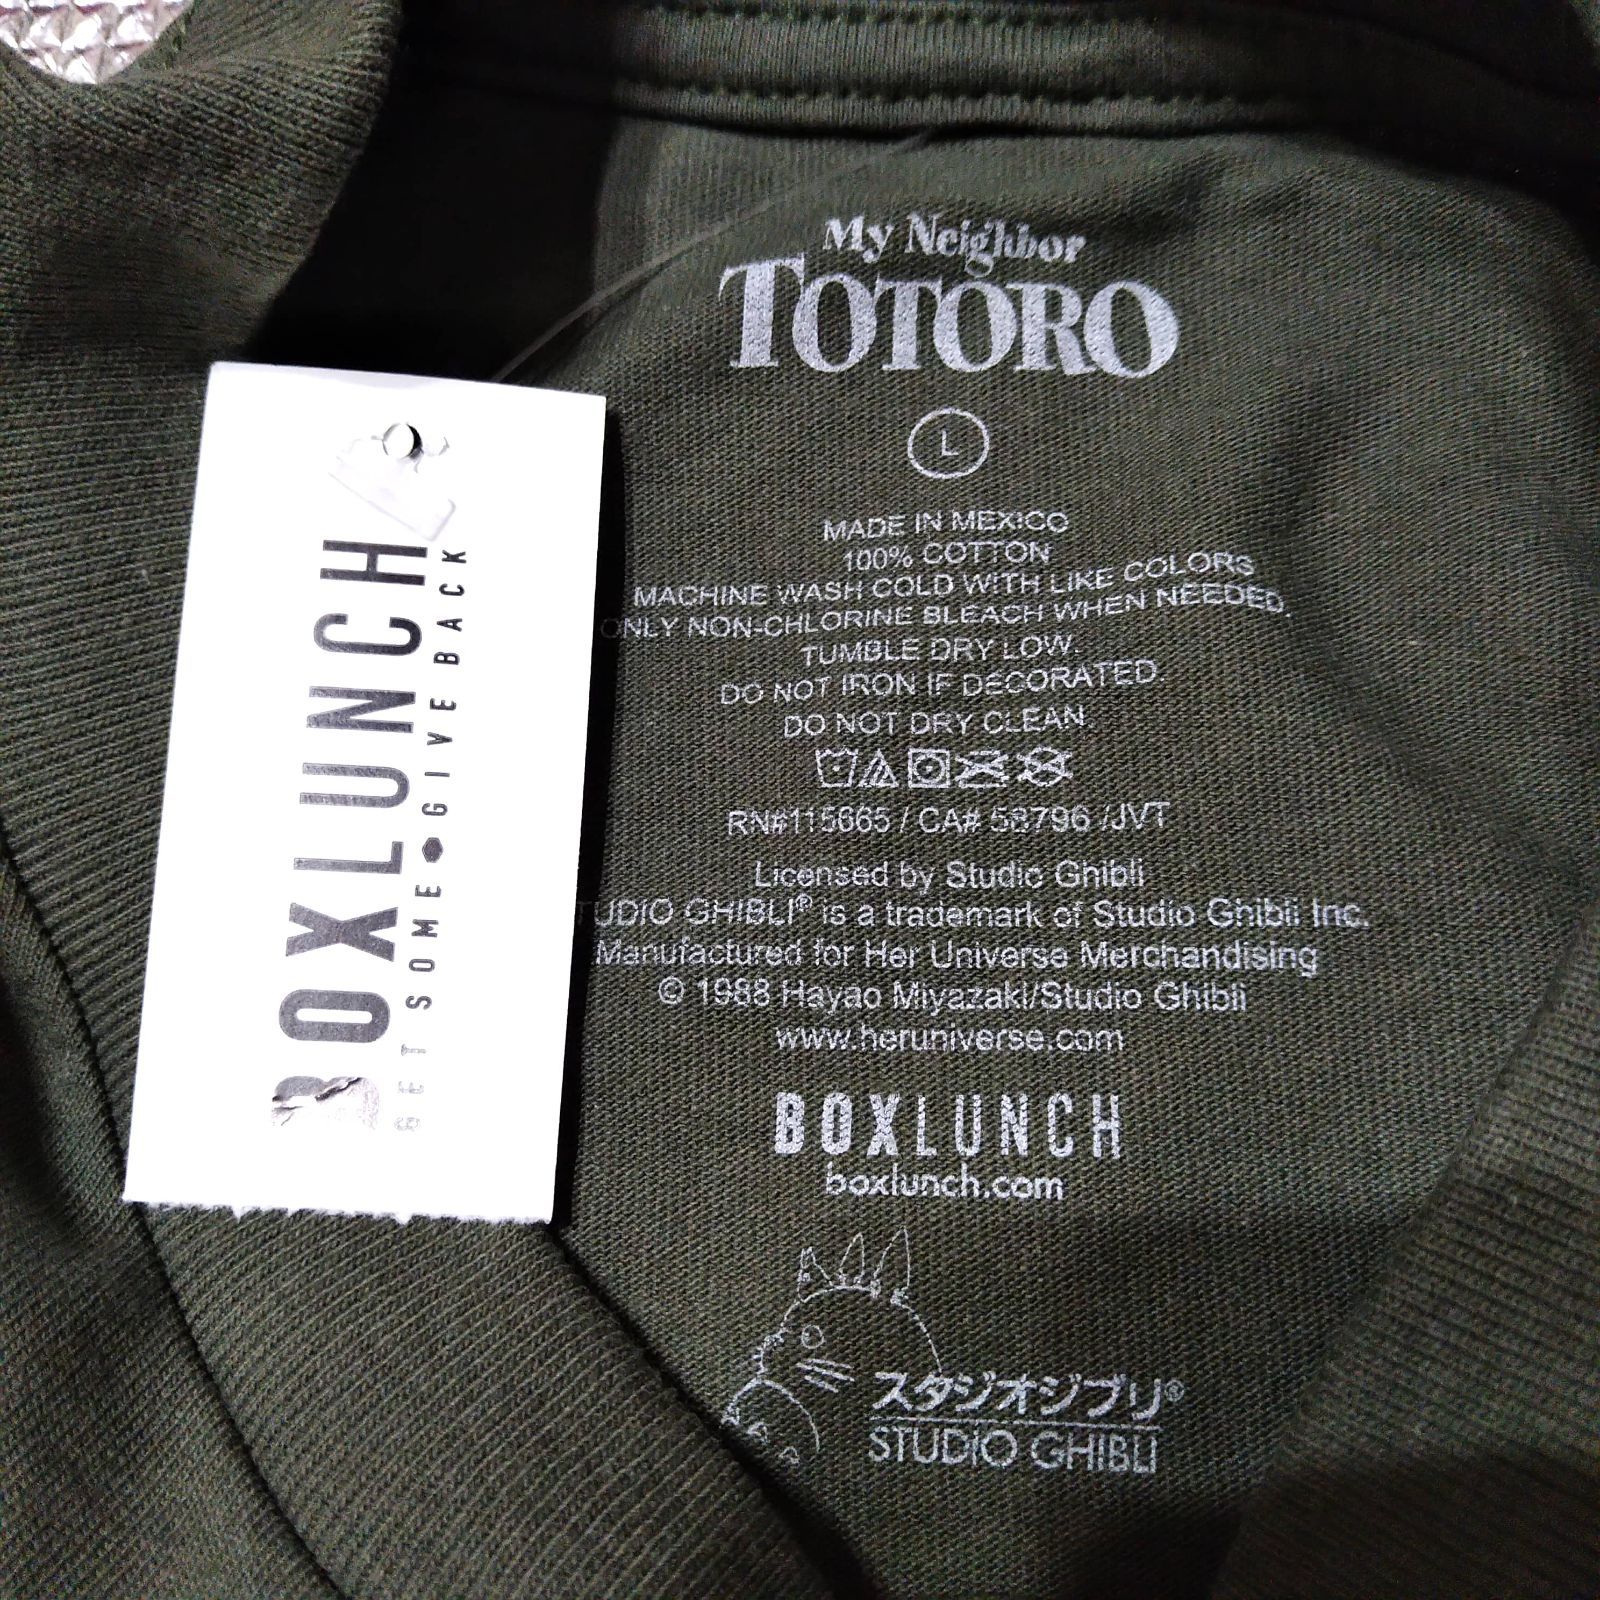 My Neighbor
TOTORO
L
MADE IN MEXICO
100% COTTON
MACHINE WASH COLD WITH LIKE COLORS
ONLY NON-CHLORINE BLEACH WHEN NEEDED.
TUMBLE DRY LOW.
DO NOT IRON IF DECORATED.
DO NOT DRY CLEAN.
RN#115665 / CA# 58796 /JVT
Licensed by Studio Ghibli
TUDIO GHIBLI® is a trademark of Studio Ghibli Inc.
Manufactured for Her Universe Merchandising
© 1988 Hayao Miyazaki/Studio Ghibli
www.heruniverse.com
BOXLUNCH
boxlunch.com
スタジオジブリ®
STUDIO GHIBLI
BOXLUNCH
GET SOME GIVE BACK